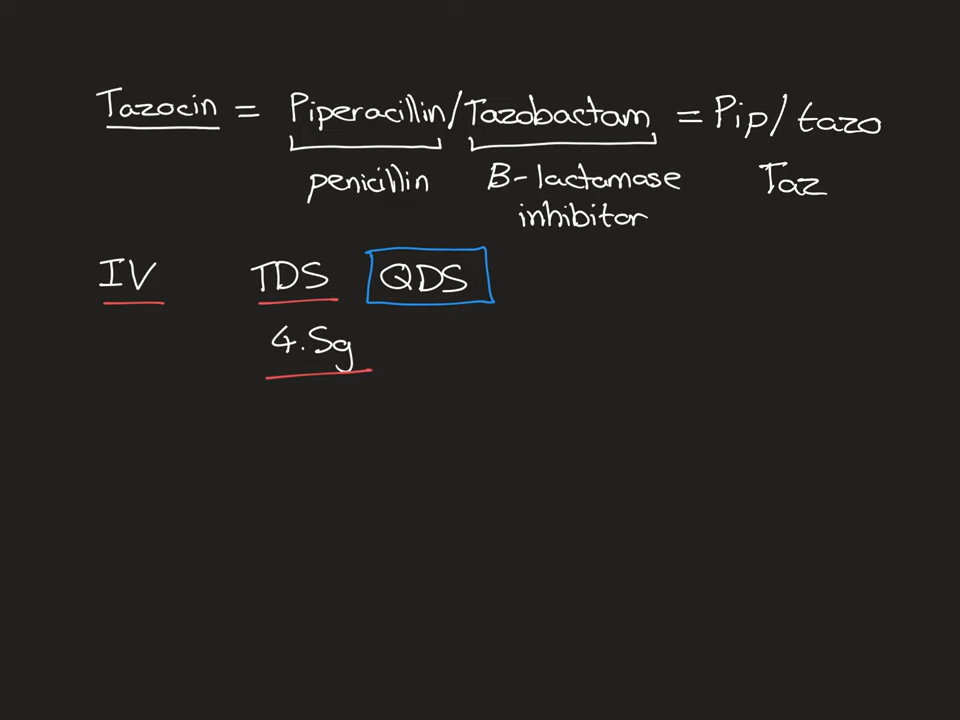 Tazocin = Piperacillin/Tazobactam = Pip/tazo
penicillin B-lactamase Taz
inhibitor
IV TDS QDS
4.5g